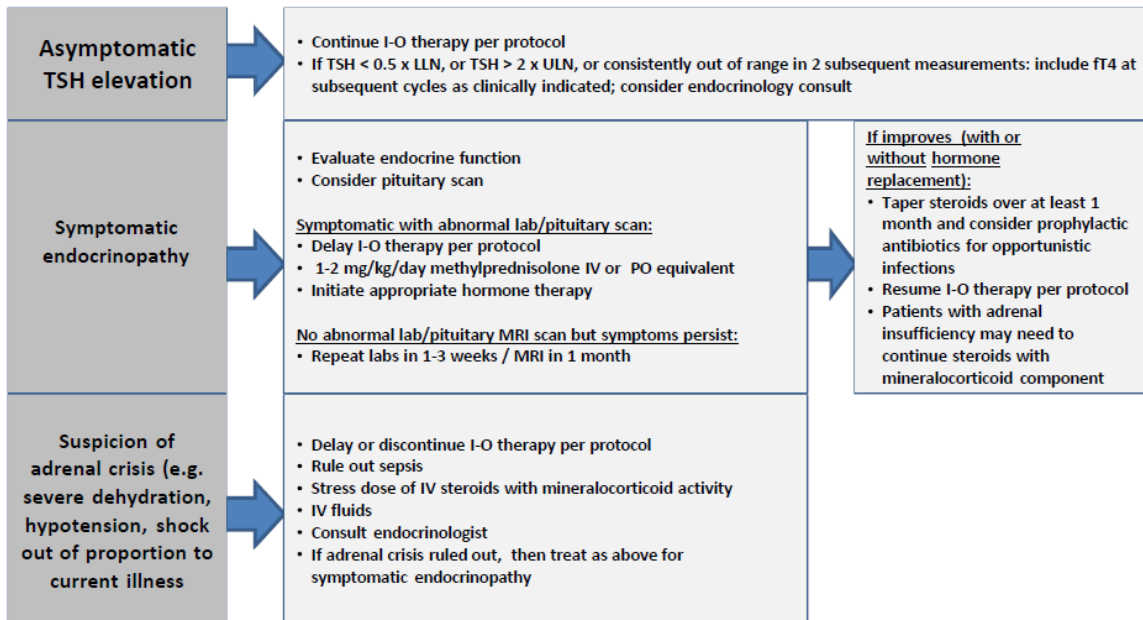 Asymptomatic
TSH elevation
• Continue I-O therapy per protocol
• If TSH < 0.5 x LLN, or TSH > 2 x ULN, or consistently out of range in 2 subsequent measurements: include fT4 at
subsequent cycles as clinically indicated; consider endocrinology consult
Symptomatic
endocrinopathy
• Evaluate endocrine function
• Consider pituitary scan
Symptomatic with abnormal lab/pituitary scan:
• Delay I-O therapy per protocol
• 1-2 mg/kg/day methylprednisolone IV or PO equivalent
• Initiate appropriate hormone therapy
No abnormal lab/pituitary MRI scan but symptoms persist:
• Repeat labs in 1-3 weeks / MRI in 1 month
If improves (with or
without hormone
replacement):
• Taper steroids over at least 1
month and consider prophylactic
antibiotics for opportunistic
infections
• Resume I-O therapy per protocol
• Patients with adrenal
insufficiency may need to
continue steroids with
mineralocorticoid component
Suspicion of
adrenal crisis (e.g.
severe dehydration,
hypotension, shock
out of proportion to
current illness
• Delay or discontinue I-O therapy per protocol
• Rule out sepsis
• Stress dose of IV steroids with mineralocorticoid activity
• IV fluids
• Consult endocrinologist
• If adrenal crisis ruled out, then treat as above for
symptomatic endocrinopathy